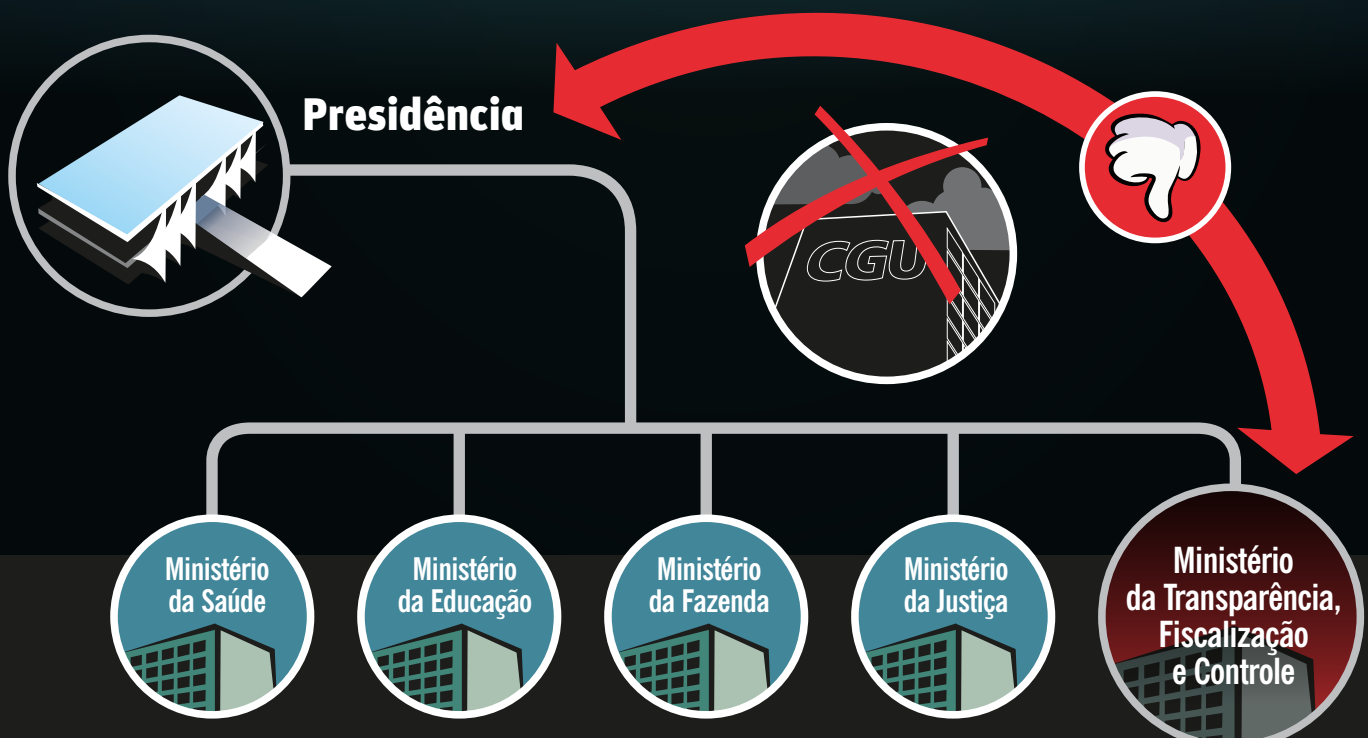 Presidência
CGU
Ministério
da Saúde
Ministério
da Educação
Ministério
da Fazenda
Ministério
da Justiça
Ministério
da Transparência,
Fiscalização
e Controle